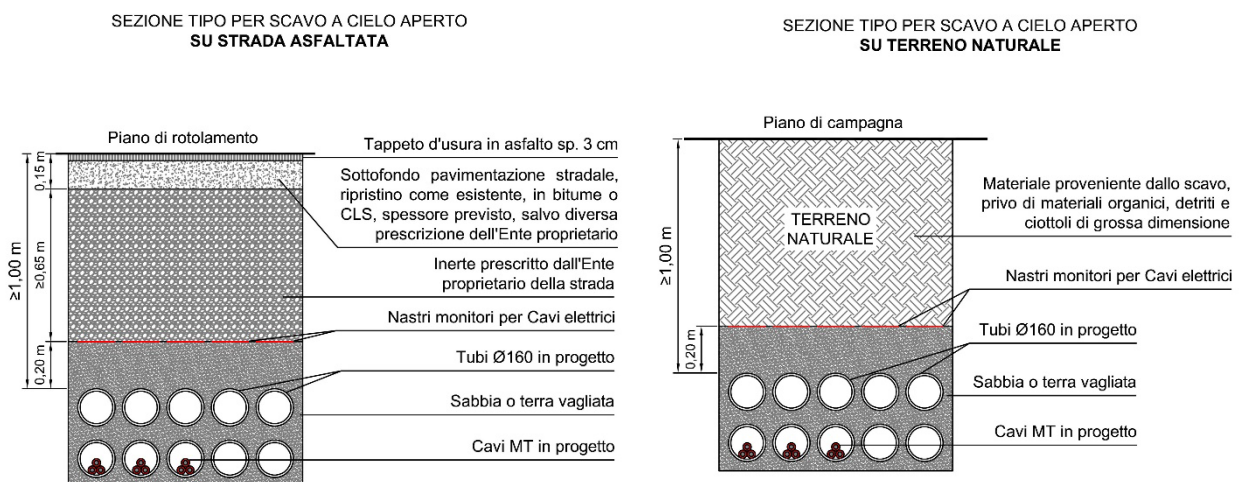 SEZIONE TIPO PER SCAVO A CIELO APERTO
SU STRADA ASFALTATA
Piano di rotolamento
0,15 m
≥0,65 m
≥1,00 m
0,20 m
Tappeto d'usura in asfalto sp. 3 cm
Sottofondo pavimentazione stradale,
ripristino come esistente, in bitume o
CLS, spessore previsto, salvo diversa
prescrizione dell'Ente proprietario
Inerte prescritto dall'Ente
proprietario della strada
Nastri monitori per Cavi elettrici
Tubi Ø160 in progetto
Sabbia o terra vagliata
Cavi MT in progetto
SEZIONE TIPO PER SCAVO A CIELO APERTO
SU TERRENO NATURALE
Piano di campagna
≥1,00 m
0,20 m
TERRENO
NATURALE
Materiale proveniente dallo scavo,
privo di materiali organici, detriti e
ciottoli di grossa dimensione
Nastri monitori per Cavi elettrici
Tubi Ø160 in progetto
Sabbia o terra vagliata
Cavi MT in progetto